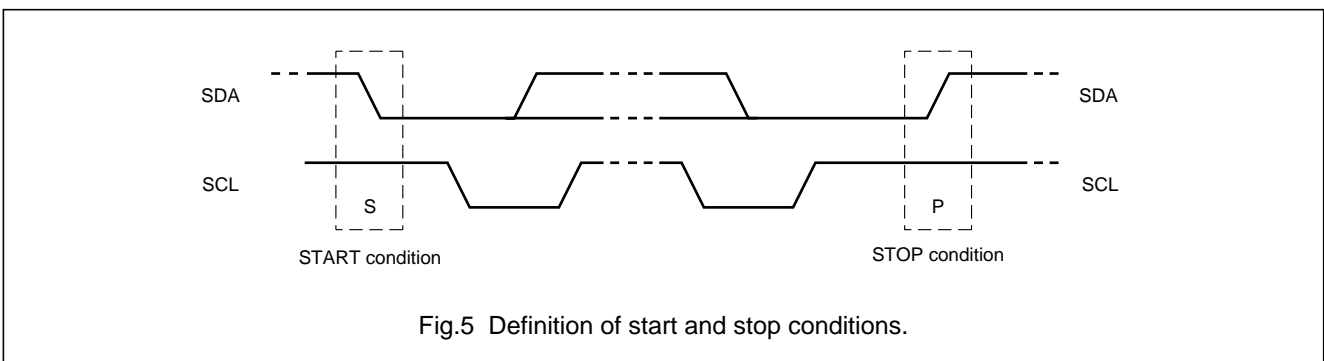 SDA
SDA
SCL
SCL
S
P
START condition
STOP condition
Fig.5 Definition of start and stop conditions.